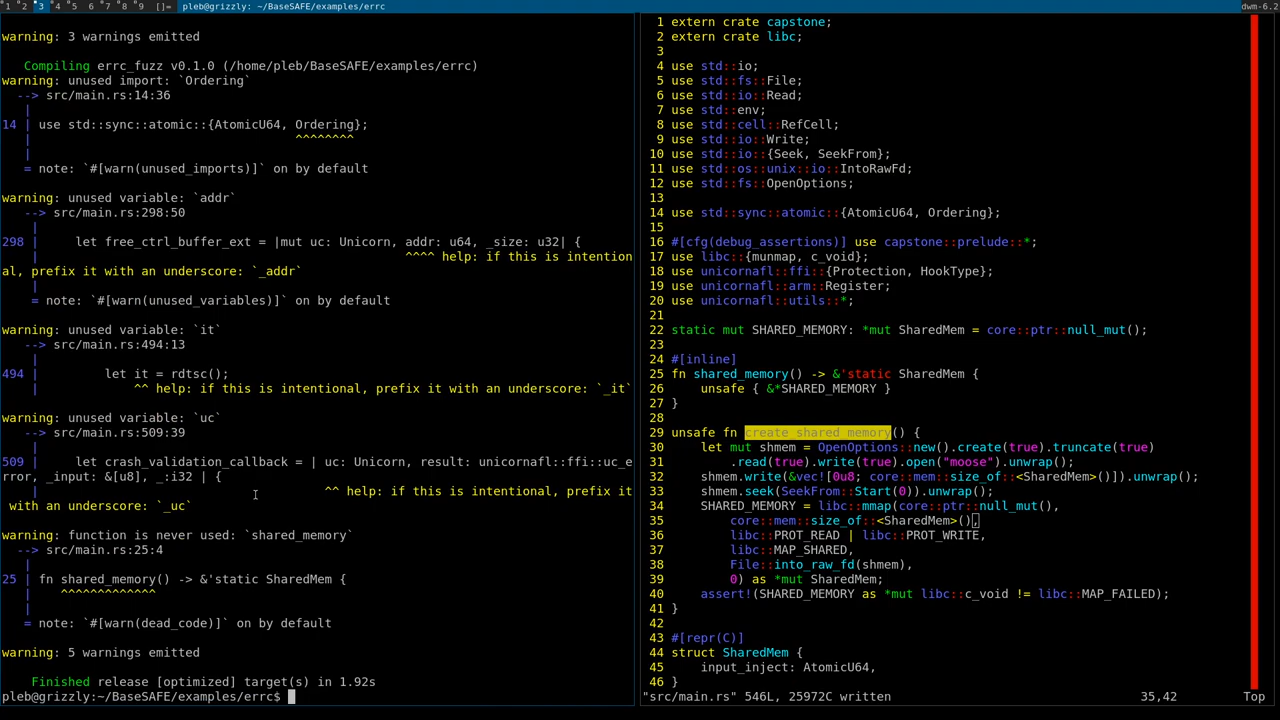 1 2 3 4 5 6 7 8 9 []= pleb@grizzly: ~/BaseSAFE/examples/errc dwm-6.2
warning: 3 warnings emitted
Compiling errc_fuzz v0.1.0 (/home/pleb/BaseSAFE/examples/errc)
warning: unused import: `Ordering`
--> src/main.rs:14:36
|
14 | use std::sync::atomic::{AtomicU64, Ordering};
| ^^^^^^^^
|
= note: `#[warn(unused_imports)]` on by default
warning: unused variable: `addr`
--> src/main.rs:298:50
|
298 | let free_ctrl_buffer_ext = |mut uc: Unicorn, addr: u64, _size: u32| {
| ^^^^ help: if this is intention
al, prefix it with an underscore: `_addr`
|
= note: `#[warn(unused_variables)]` on by default
warning: unused variable: `it`
--> src/main.rs:494:13
|
494 | let it = rdtsc();
| ^^ help: if this is intentional, prefix it with an underscore: `_it`
warning: unused variable: `uc`
--> src/main.rs:509:39
|
509 | let crash_validation_callback = | uc: Unicorn, result: unicornafl::ffi::uc_e
rror, _input: &[u8], _:i32 | {
| ^^ help: if this is intentional, prefix it
with an underscore: `_uc`
warning: function is never used: `shared_memory`
--> src/main.rs:25:4
|
25 | fn shared_memory() -> &'static SharedMem {
| ^^^^^^^^^^^^^
|
= note: `#[warn(dead_code)]` on by default
warning: 5 warnings emitted
Finished release [optimized] target(s) in 1.92s
pleb@grizzly:~/BaseSAFE/examples/errc$
1 extern crate capstone;
2 extern crate libc;
3
4 use std::io;
5 use std::fs::File;
6 use std::io::Read;
7 use std::env;
8 use std::cell::RefCell;
9 use std::io::Write;
10 use std::io::{Seek, SeekFrom};
11 use std::os::unix::io::IntoRawFd;
12 use std::fs::OpenOptions;
13
14 use std::sync::atomic::{AtomicU64, Ordering};
15
16 #[cfg(debug_assertions)] use capstone::prelude::*;
17 use libc::{munmap, c_void};
18 use unicornafl::ffi::{Protection, HookType};
19 use unicornafl::arm::Register;
20 use unicornafl::utils::*;
21
22 static mut SHARED_MEMORY: *mut SharedMem = core::ptr::null_mut();
23
24 #[inline]
25 fn shared_memory() -> &'static SharedMem {
26 unsafe { &*SHARED_MEMORY }
27 }
28
29 unsafe fn create_shared_memory() {
30 let mut shmem = OpenOptions::new().create(true).truncate(true)
31 .read(true).write(true).open("moose").unwrap();
32 shmem.write(&vec![0u8; core::mem::size_of::<SharedMem>()]).unwrap();
33 shmem.seek(SeekFrom::Start(0)).unwrap();
34 SHARED_MEMORY = libc::mmap(core::ptr::null_mut(),
35 core::mem::size_of::<SharedMem>(),
36 libc::PROT_READ | libc::PROT_WRITE,
37 libc::MAP_SHARED,
38 File::into_raw_fd(shmem),
39 0) as *mut SharedMem;
40 assert!(SHARED_MEMORY as *mut libc::c_void != libc::MAP_FAILED);
41 }
42
43 #[repr(C)]
44 struct SharedMem {
45 input_inject: AtomicU64,
46 }
"src/main.rs" 546L, 25972C written 35,42 Top